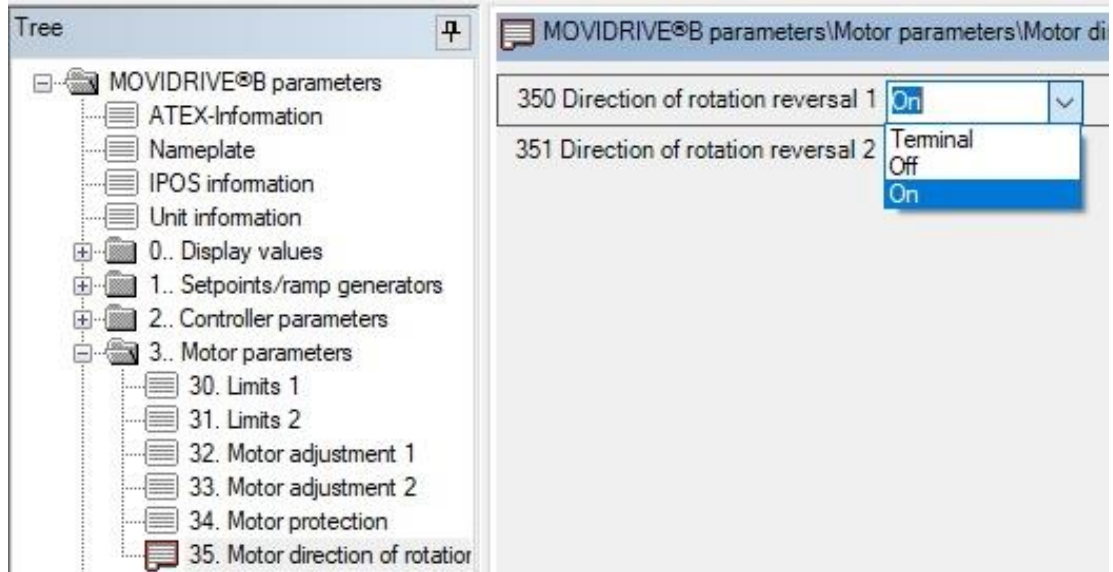 Tree
MOVIDRIVE®B parameters
ATEX-Information
Nameplate
IPOS information
Unit information
0.. Display values
1.. Setpoints/ramp generators
2.. Controller parameters
3.. Motor parameters
30. Limits 1
31. Limits 2
32. Motor adjustment 1
33. Motor adjustment 2
34. Motor protection
35. Motor direction of rotation
MOVIDRIVE®B parameters\Motor parameters\Motor di
350 Direction of rotation reversal 1 On
351 Direction of rotation reversal 2
Terminal
Off
On